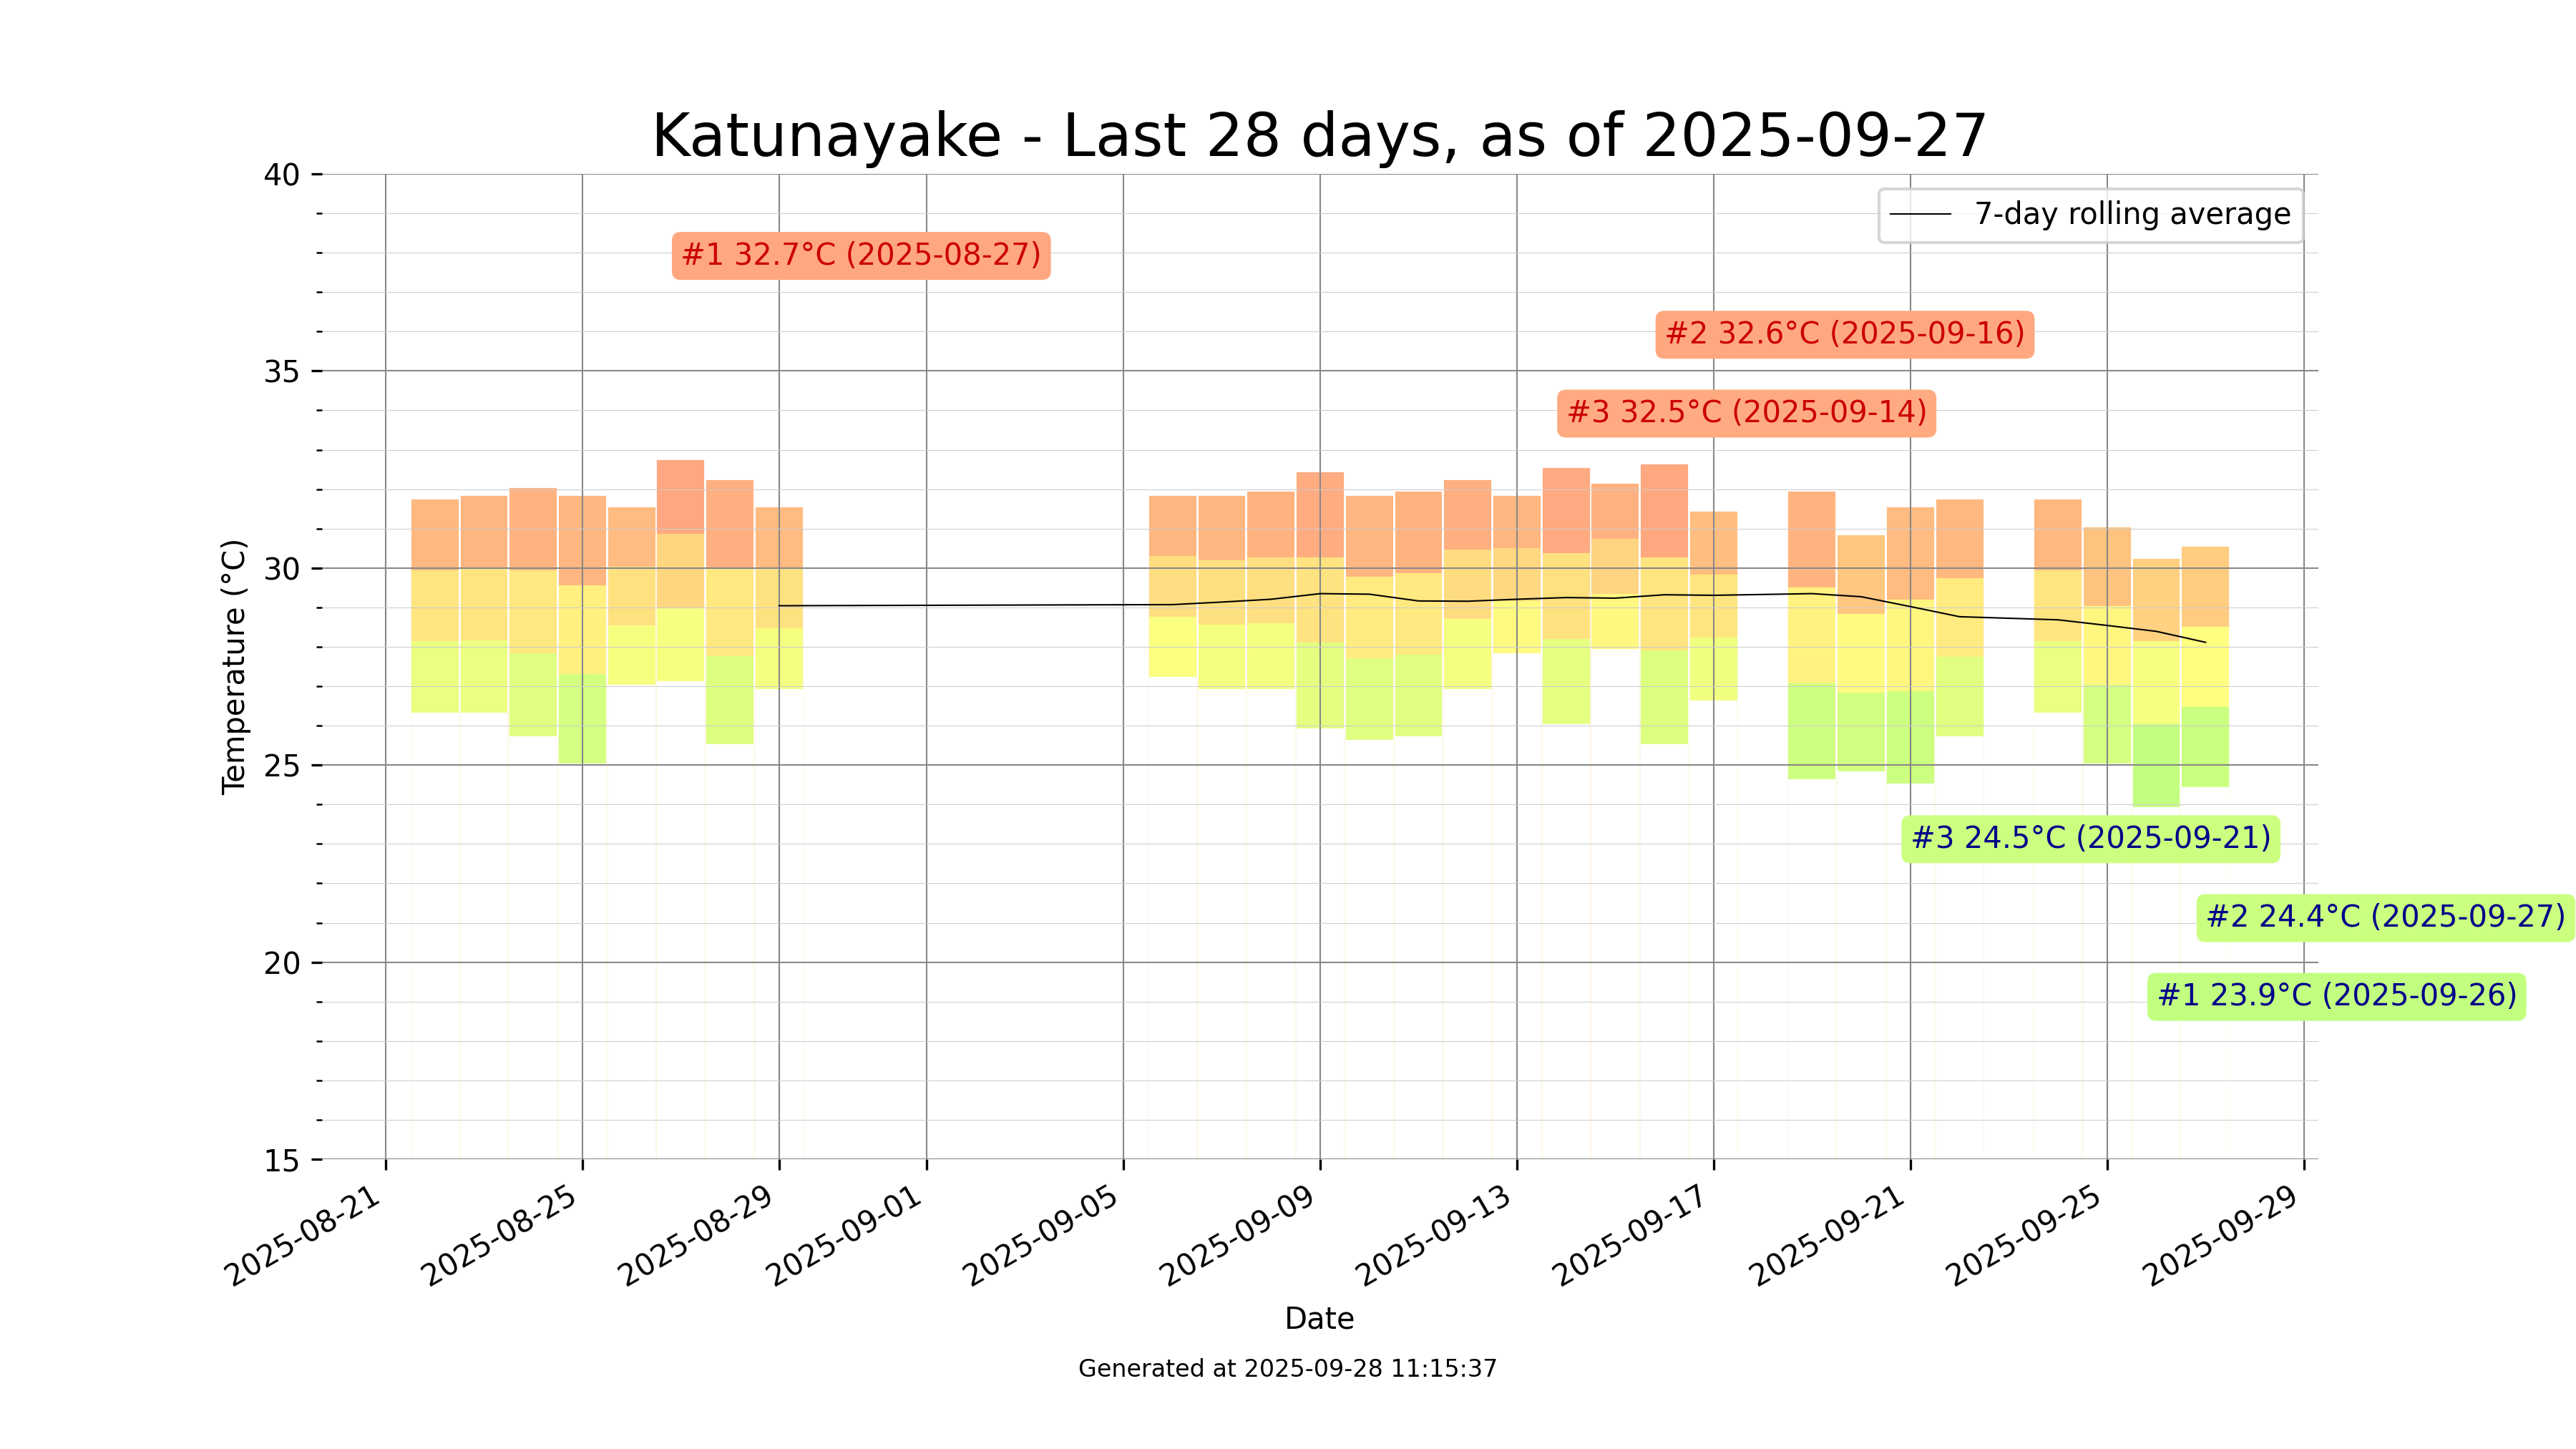 Katunayake - Last 28 days, as of 2025-09-27
40
7-day rolling average
#1 32.7°C (2025-08-27)
#2 32.6°C (2025-09-16)
35
#3 32.5°C (2025-09-14)
30
Temperature (°C)
25
#3 24.5°C (2025-09-21)
#2 24.4°C (2025-09-27)
20
#1 23.9°C (2025-09-26)
15
2025-08-21
2025-08-25
2025-08-29
2025-09-01
2025-09-05
2025-09-09
2025-09-13
2025-09-17
2025-09-21
2025-09-25
2025-09-29
Date
Generated at 2025-09-28 11:15:37